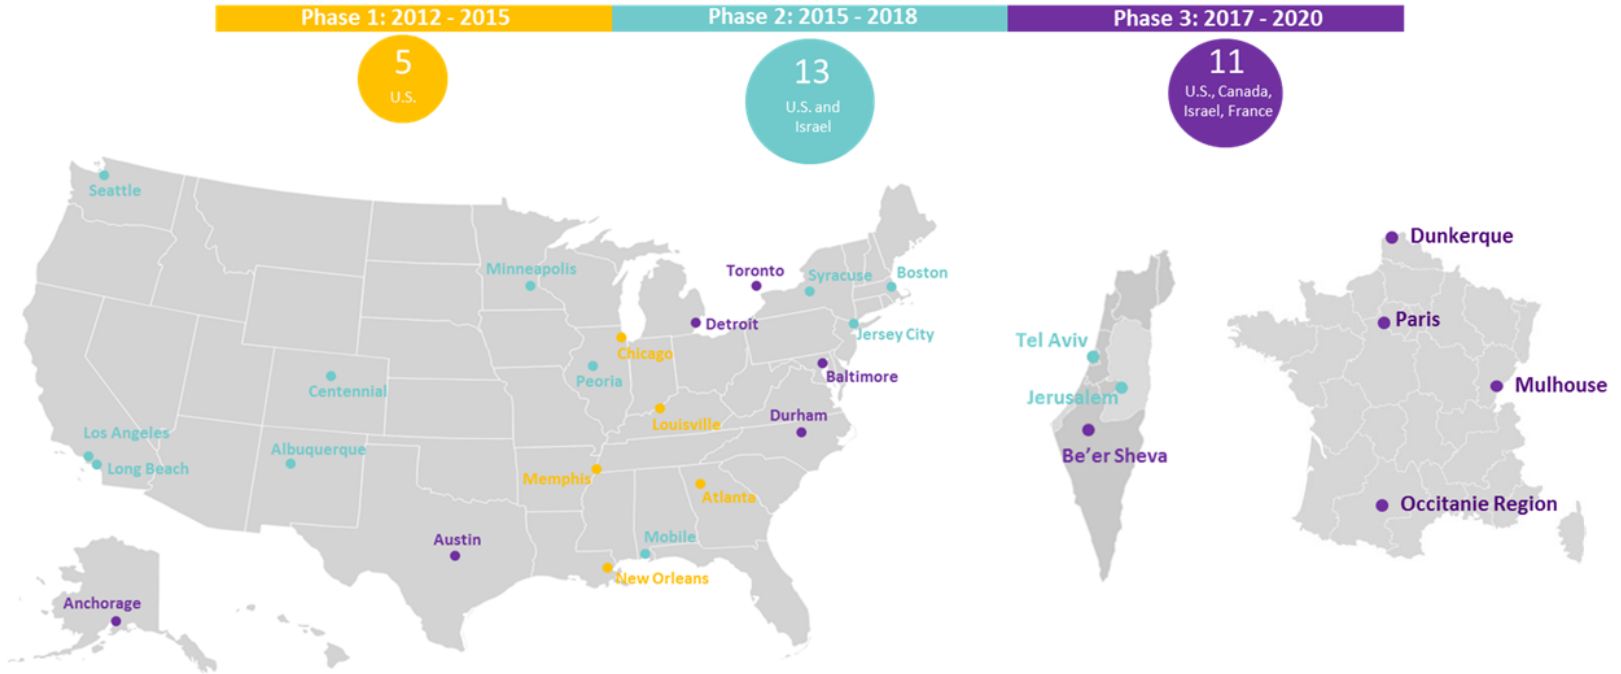 Phase 1: 2012 - 2015
Phase 2: 2015 - 2018
Phase 3: 2017 - 2020
5
U.S.
13
U.S. and
Israel
11
U.S., Canada,
Israel, France
Seattle
Minneapolis
Toronto
Syracuse
Boston
Detroit
Jersey City
Chicago
Peoria
Baltimore
Centennial
Louisville
Durham
Los Angeles
Long Beach
Albuquerque
Memphis
Atlanta
Austin
Mobile
New Orleans
Anchorage
Tel Aviv
Jerusalem
Be’er Sheva
Dunkerque
Paris
Mulhouse
Occitanie Region